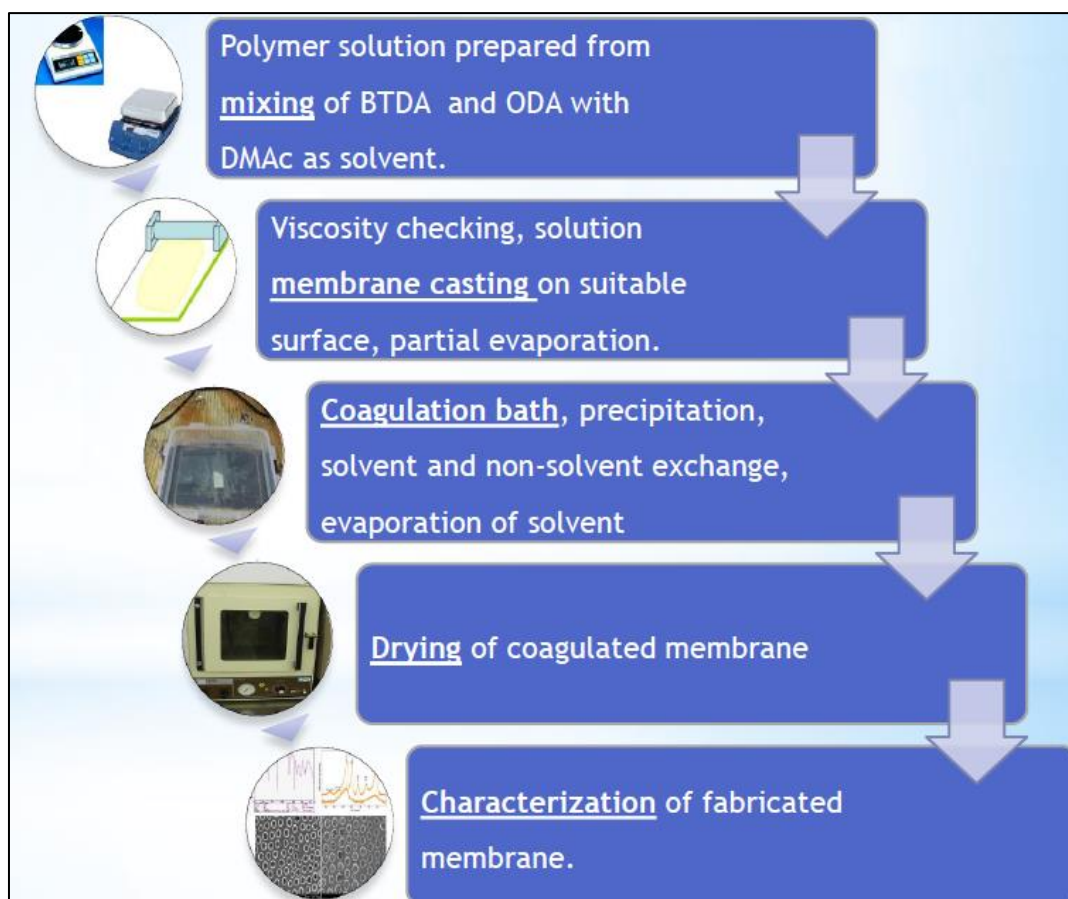 Polymer solution prepared from
mixing of BTDA and ODA with
DMAc as solvent.
Viscosity checking, solution
membrane casting on suitable
surface, partial evaporation.
Coagulation bath, precipitation,
solvent and non-solvent exchange,
evaporation of solvent
Drying of coagulated membrane
Characterization of fabricated
membrane.